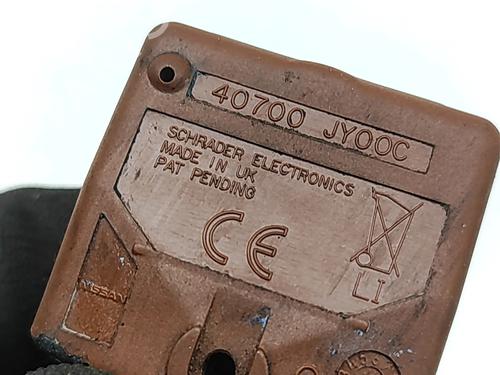 40700 JY00C
SCHRADER ELECTRONICS
MADE IN UK
PAT PENDING
CE
LI
NISSAN